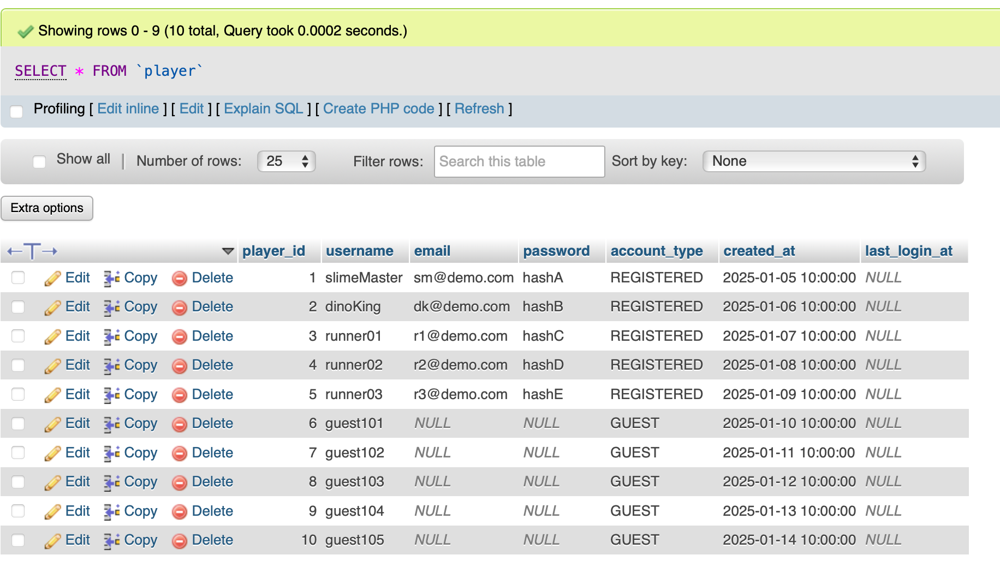 Showing rows 0 - 9 (10 total, Query took 0.0002 seconds.)
SELECT * FROM `player`
Profiling [ Edit inline ] [ Edit ] [ Explain SQL ] [ Create PHP code ] [ Refresh ]
Show all | Number of rows: 25 Filter rows: Search this table Sort by key: None
Extra options
player_id username email password account_type created_at last_login_at
Edit Copy Delete 1 slimeMaster sm@demo.com hashA REGISTERED 2025-01-05 10:00:00 NULL
Edit Copy Delete 2 dinoKing dk@demo.com hashB REGISTERED 2025-01-06 10:00:00 NULL
Edit Copy Delete 3 runner01 r1@demo.com hashC REGISTERED 2025-01-07 10:00:00 NULL
Edit Copy Delete 4 runner02 r2@demo.com hashD REGISTERED 2025-01-08 10:00:00 NULL
Edit Copy Delete 5 runner03 r3@demo.com hashE REGISTERED 2025-01-09 10:00:00 NULL
Edit Copy Delete 6 guest101 NULL NULL GUEST 2025-01-10 10:00:00 NULL
Edit Copy Delete 7 guest102 NULL NULL GUEST 2025-01-11 10:00:00 NULL
Edit Copy Delete 8 guest103 NULL NULL GUEST 2025-01-12 10:00:00 NULL
Edit Copy Delete 9 guest104 NULL NULL GUEST 2025-01-13 10:00:00 NULL
Edit Copy Delete 10 guest105 NULL NULL GUEST 2025-01-14 10:00:00 NULL